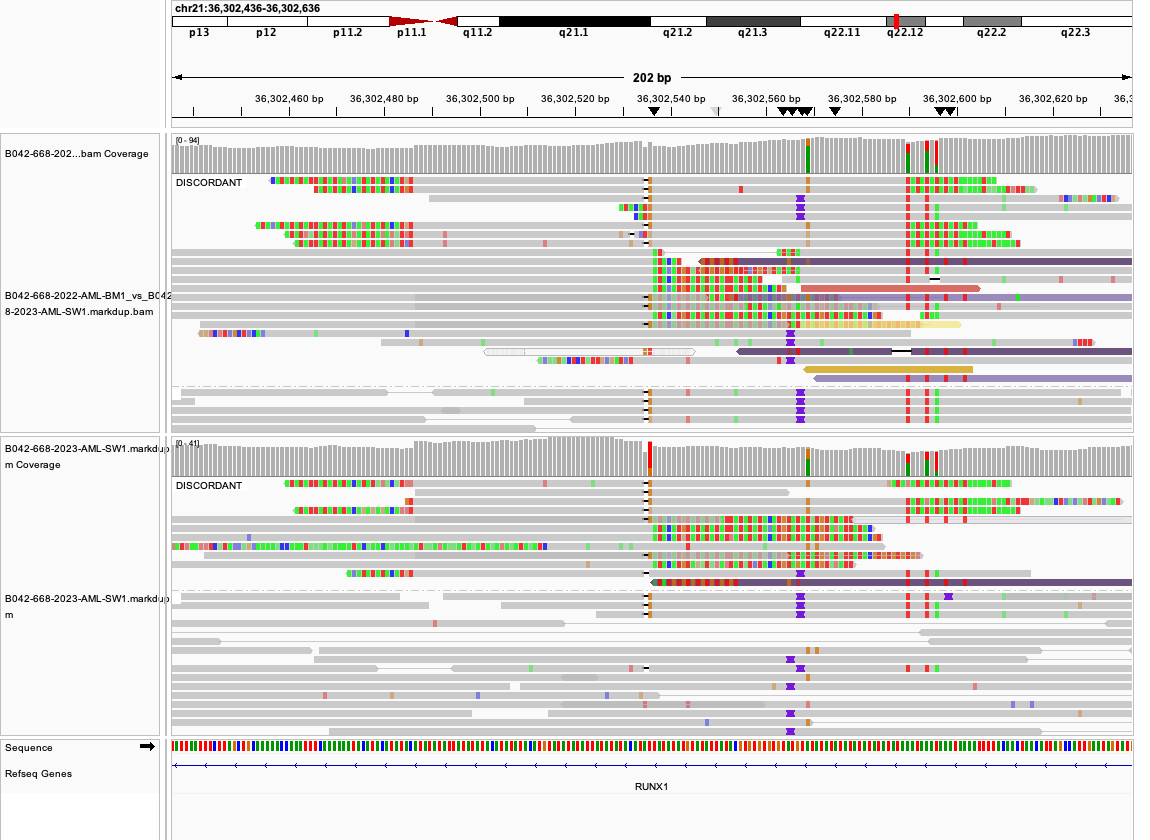 chr21:36,302,436-36,302,636
p13 p12 p11.2 p11.1 q11.2 q21.1 q21.2 q21.3 q22.11 q22.12 q22.2 q22.3
202 bp
36,302,460 bp 36,302,480 bp 36,302,500 bp 36,302,520 bp 36,302,540 bp 36,302,560 bp 36,302,580 bp 36,302,600 bp 36,302,620 bp 36,3
[0 - 94]
B042-668-202...bam Coverage
DISCORDANT
B042-668-2022-AML-BM1_vs_B042
8-2023-AML-SW1.markdup.bam
[0 - 41]
B042-668-2023-AML-SW1.markdup
m Coverage
DISCORDANT
B042-668-2023-AML-SW1.markdup
m
Sequence
Refseq Genes
RUNX1